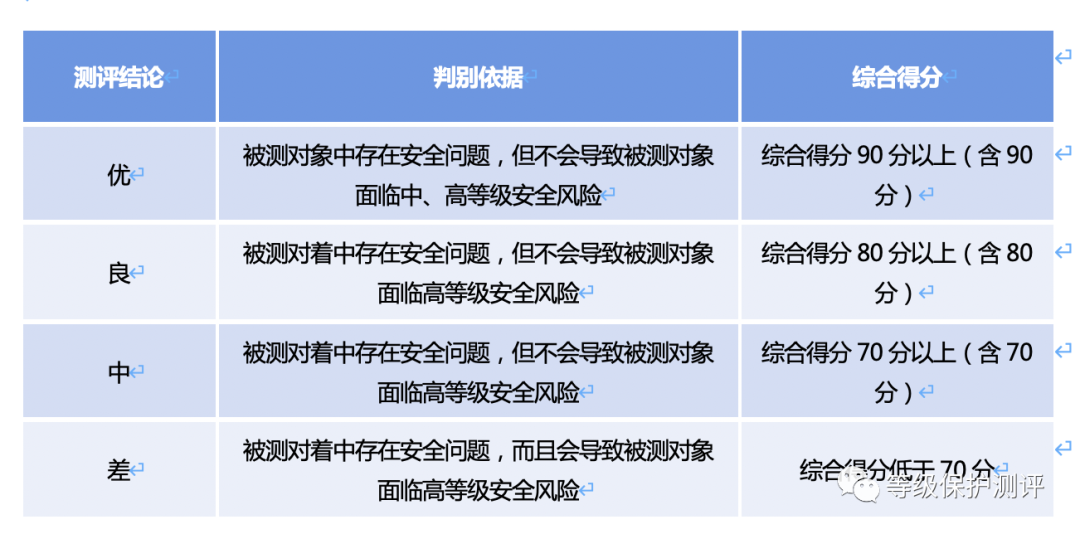 测评结论
判别依据
综合得分
优
被测对象中存在安全问题，但不会导致被测对象
面临中、高等级安全风险
综合得分 90 分以上（含 90
分）
良
被测对着中存在安全问题，但不会导致被测对象
面临高等级安全风险
综合得分 80 分以上（含 80
分）
中
被测对着中存在安全问题，但不会导致被测对象
面临高等级安全风险
综合得分 70 分以上（含 70
分）
差
被测对着中存在安全问题，而且会导致被测对象
面临高等级安全风险
综合得分低于 70 分
等级保护测评